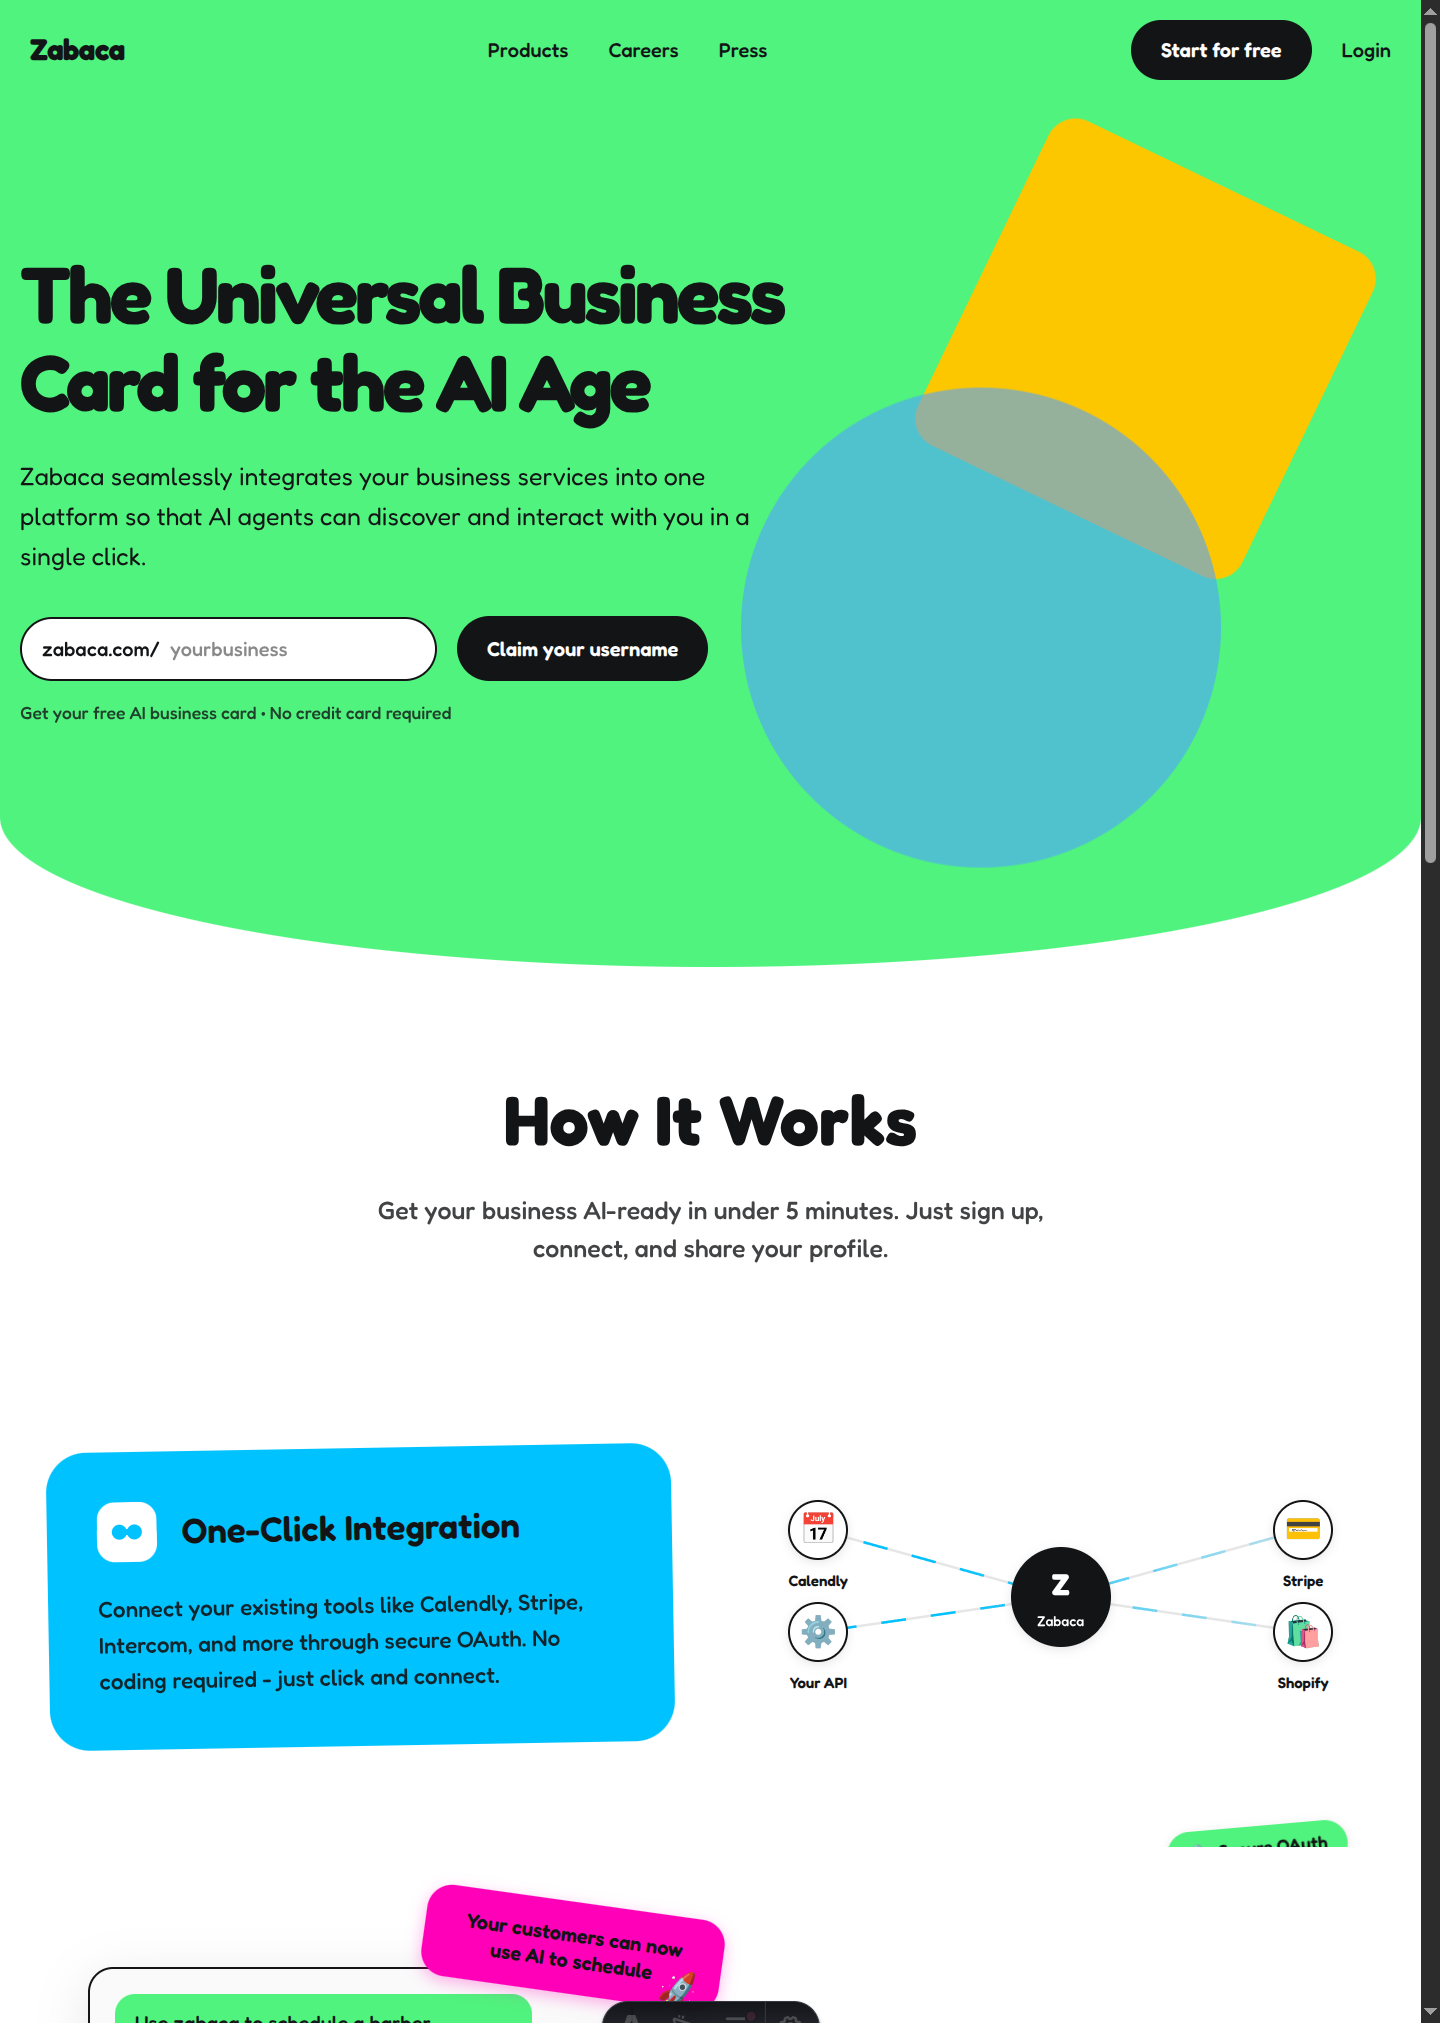 Zabaca
Products Careers Press
Start for free Login
The Universal Business
Card for the AI Age
Zabaca seamlessly integrates your business services into one
platform so that AI agents can discover and interact with you in a
single click.
zabaca.com/ yourbusiness
Claim your username
Get your free AI business card • No credit card required
How It Works
Get your business AI-ready in under 5 minutes. Just sign up,
connect, and share your profile.
One-Click Integration
Connect your existing tools like Calendly, Stripe,
Intercom, and more through secure OAuth. No
coding required - just click and connect.
July
17
Calendly
Your API
Z
Zabaca
Stripe
Shopify
Secure OAuth
Your customers can now
use AI to schedule
Use zabaca to schedule a barber